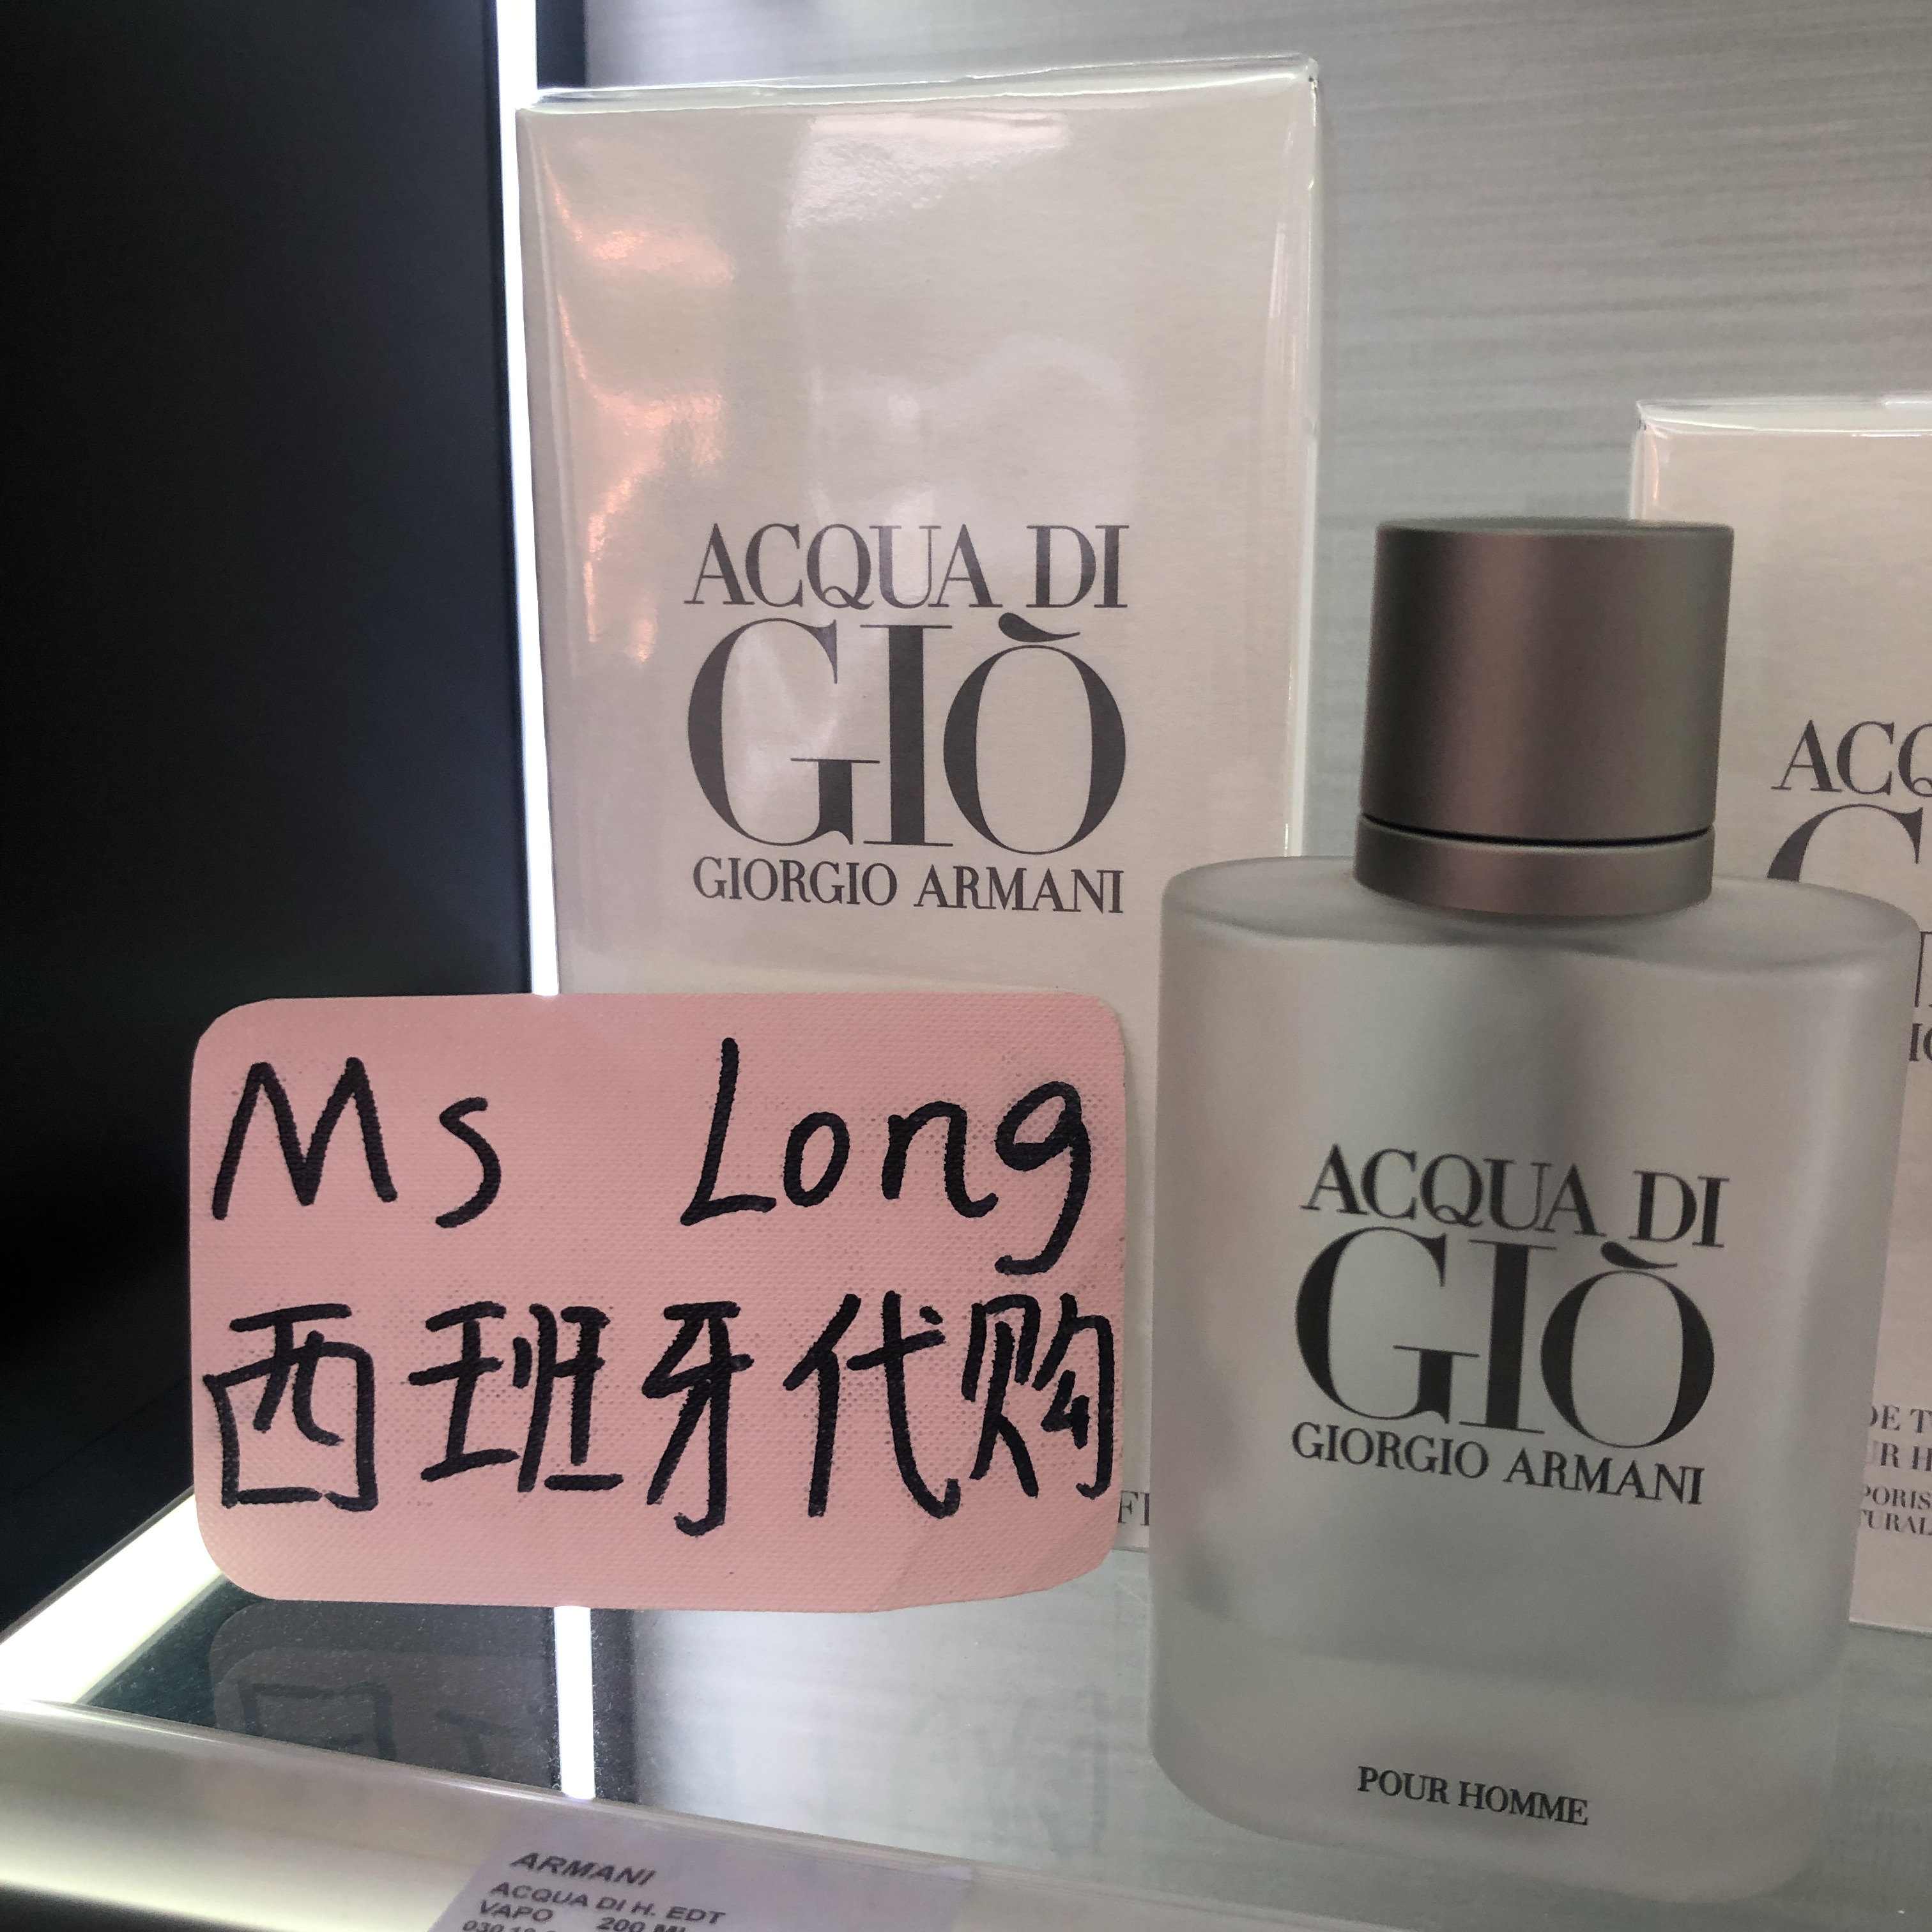 ACQUA DI
GIÒ
GIORGIO ARMANI
Ms Long
西班牙代购
ACQUA DI
GIÒ
GIORGIO ARMANI
POUR HOMME
ARMANI
ACQUA DI H. EDT
VAPO 200 ML